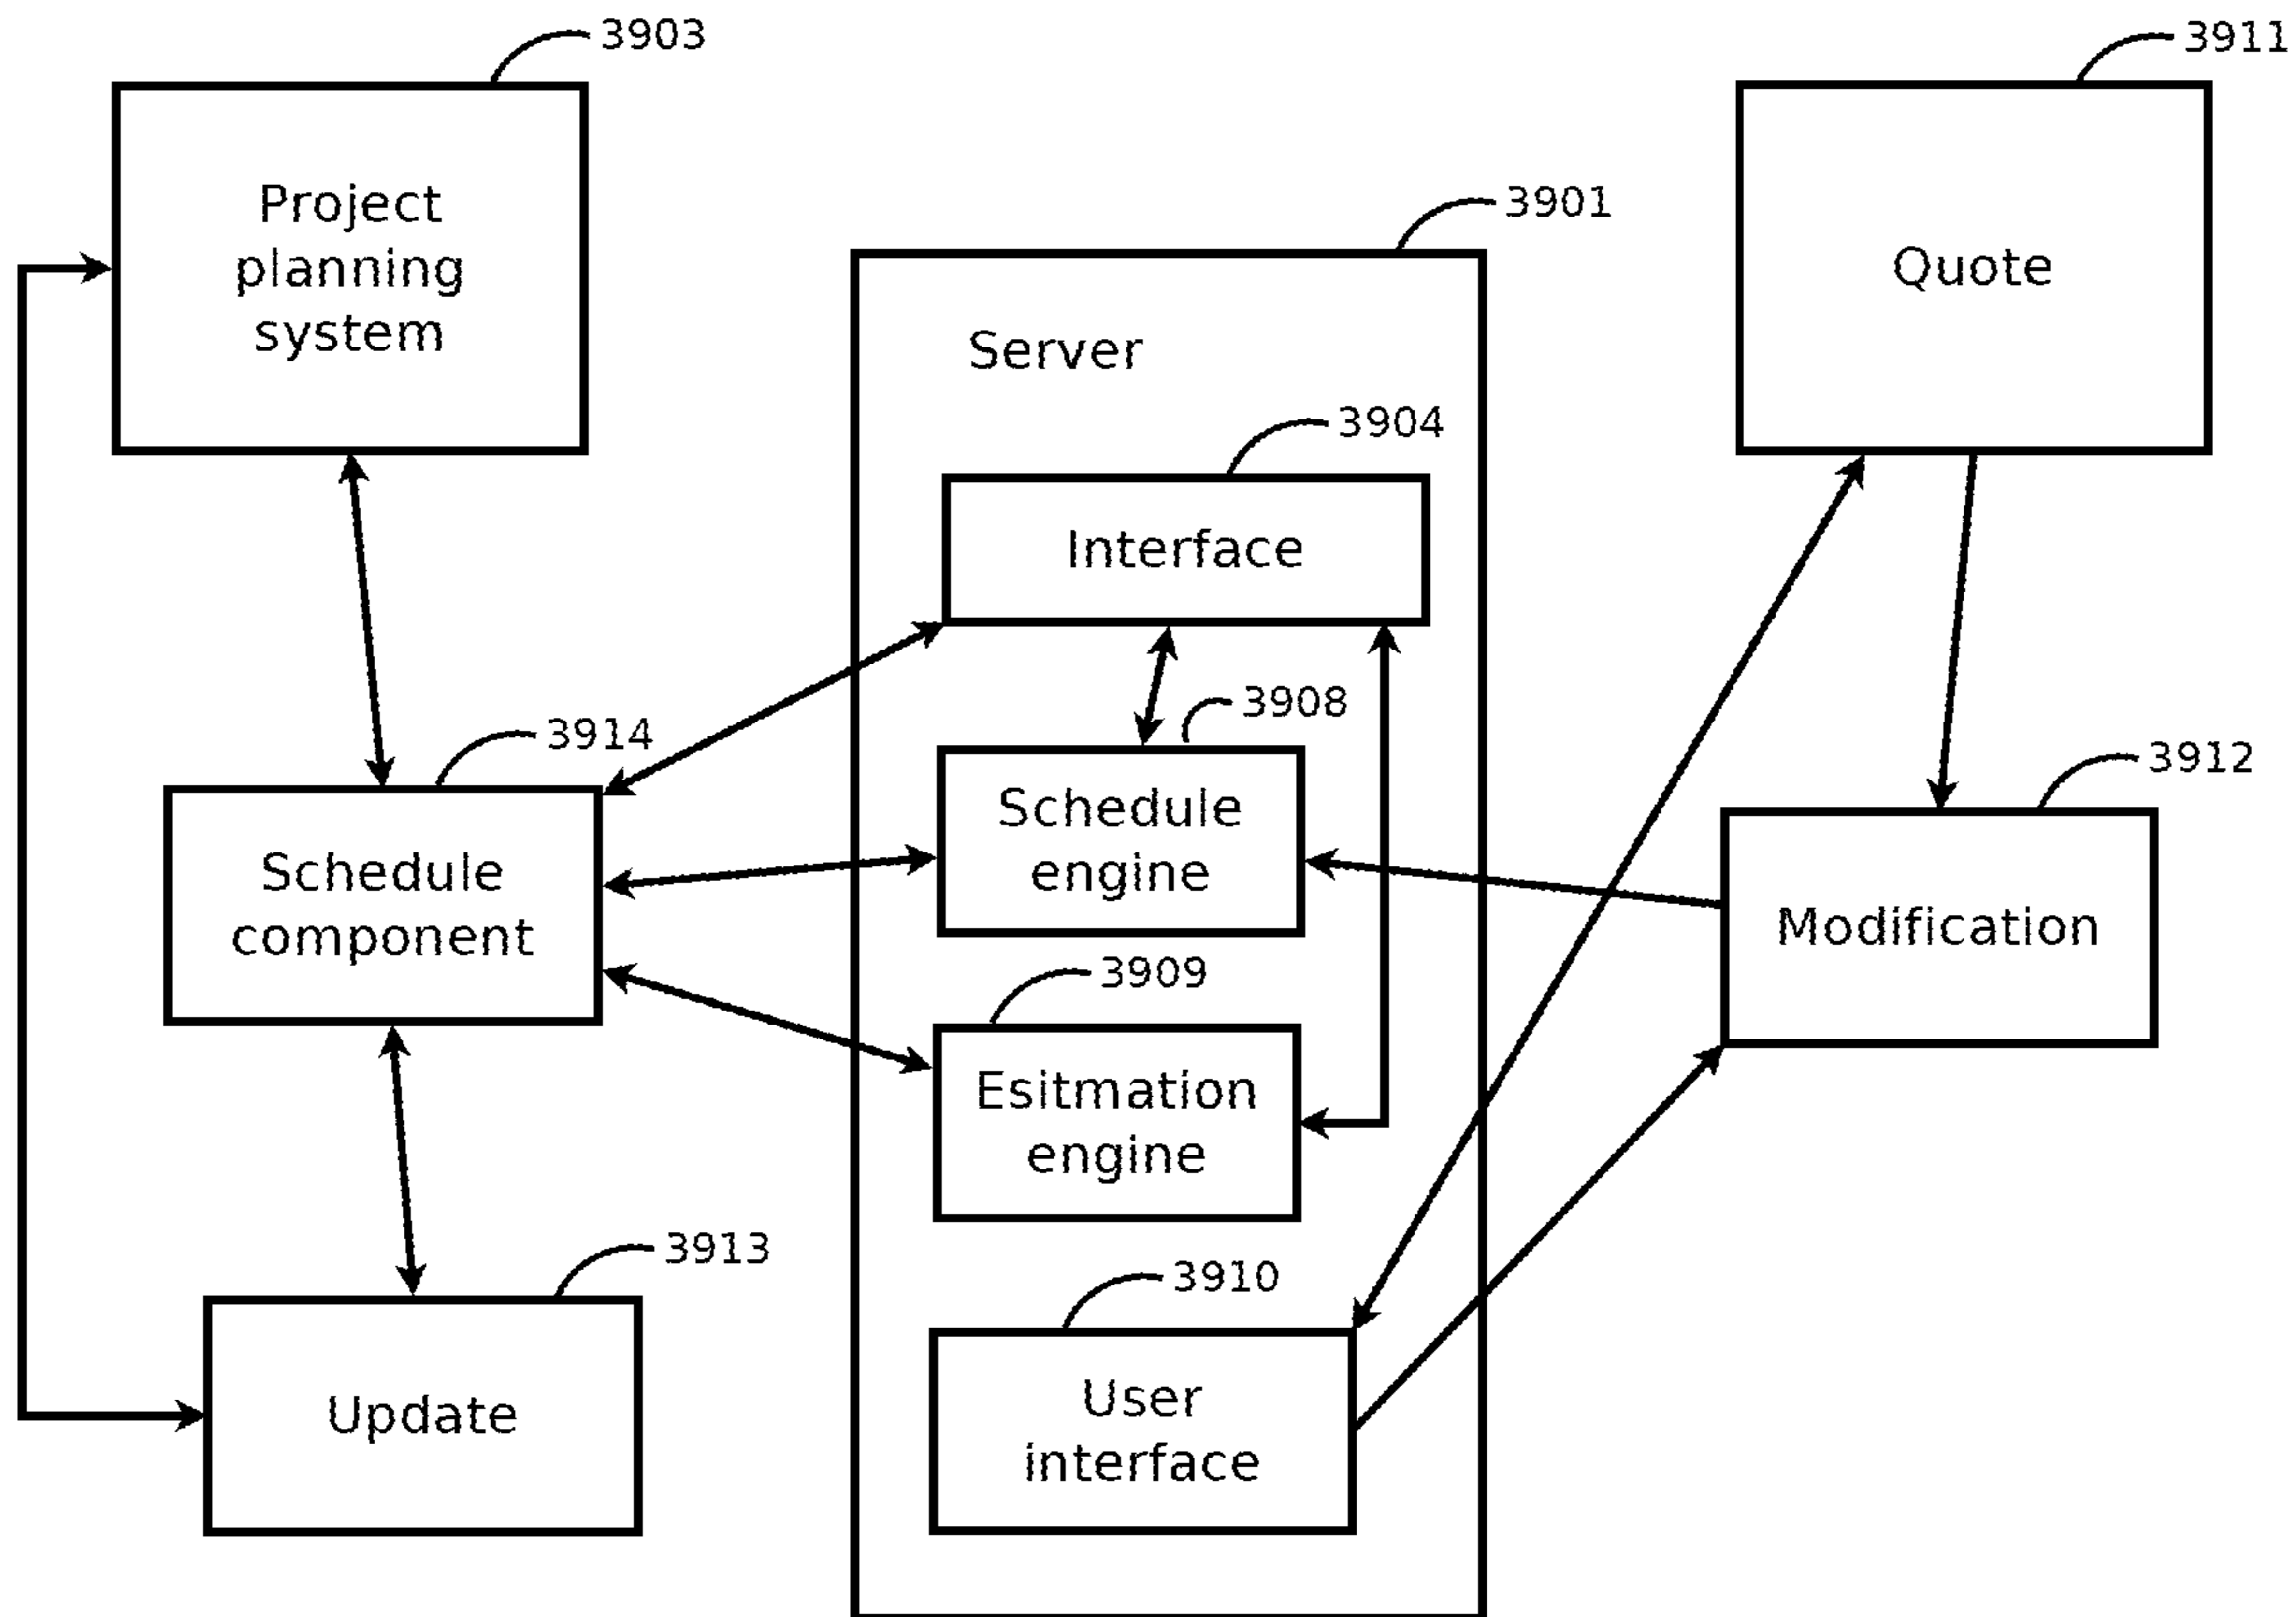 3903
3911
Project
planning
system
3901
Quote
Server
3904
Interface
3908
3914
3912
Schedule
engine
Schedule
component
Modification
3909
Esitmation
engine
3913
3910
Update
User
interface